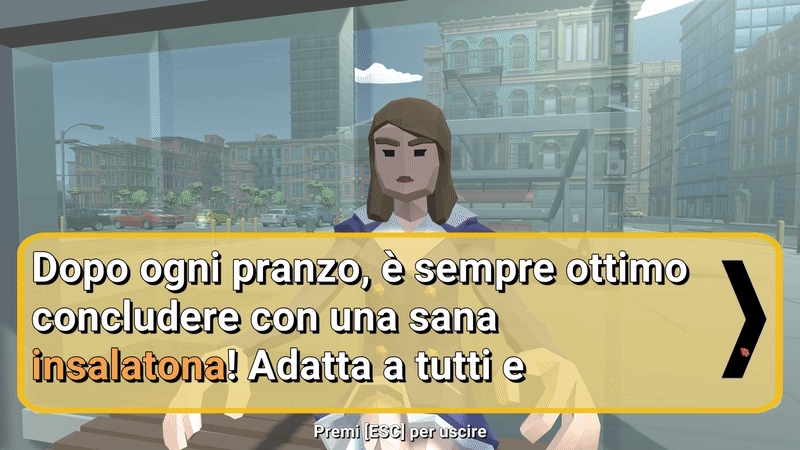 Dopo ogni pranzo, è sempre ottimo
concludere con una sana
insalatona! Adatta a tutti e
Premi [ESC] per uscire